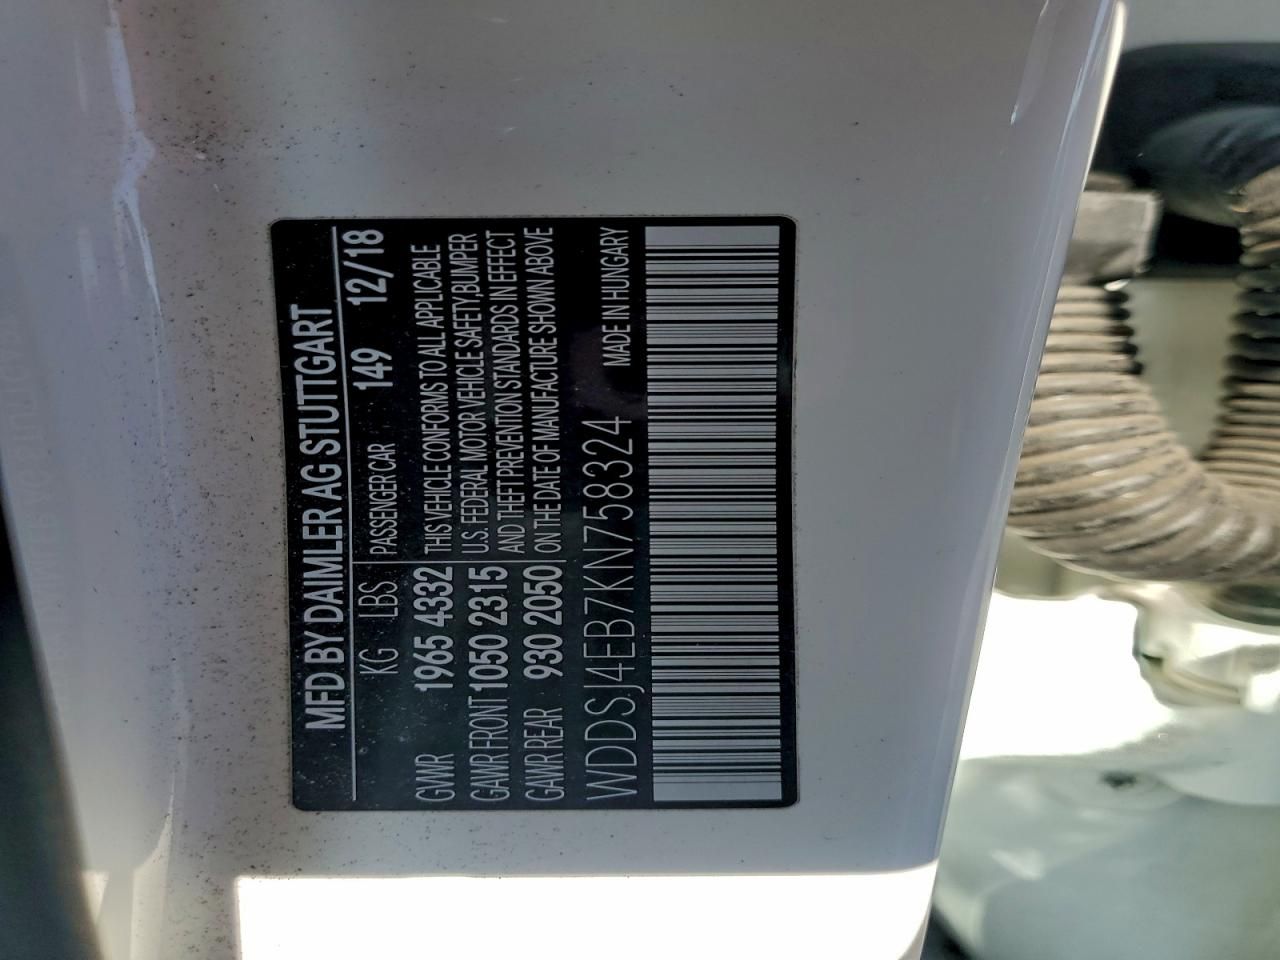 MFD BY DAIMLER AG STUTTGART
KG LBS PASSENGER CAR 149 12/18
GVWR 1965 4332 THIS VEHICLE CONFORMS TO ALL APPLICABLE
GAWR FRONT 1050 2315 U.S. FEDERAL MOTOR VEHICLE SAFETY,BUMPER
AND THEFT PREVENTION STANDARDS IN EFFECT
GAWR REAR 930 2050 ON THE DATE OF MANUFACTURE SHOWN ABOVE
WDDSJ4EB7KN758324 MADE IN HUNGARY